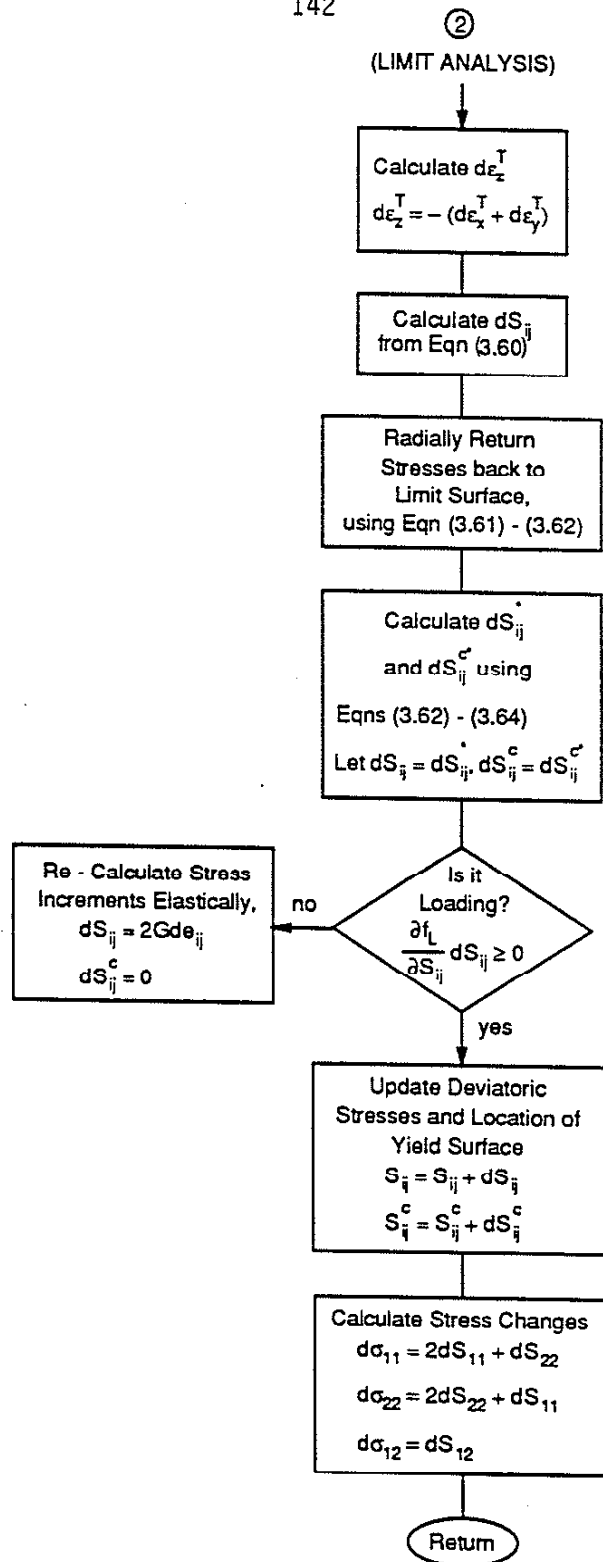 142
2
(LIMIT ANALYSIS)
Calculate dε_z^T
dε_z^T = – (dε_x^T + dε_y^T)
Calculate dS_ij
from Eqn (3.60)
Radially Return
Stresses back to
Limit Surface,
using Eqn (3.61) - (3.62)
Calculate dS_ij^*
and dS_ij^c* using
Eqns (3.62) - (3.64)
Let dS_ij = dS_ij^*, dS_ij^c = dS_ij^c*
Is it
Loading?
∂f_L/∂S_ij dS_ij ≥ 0
no
Re - Calculate Stress
Increments Elastically,
dS_ij = 2Gde_ij
dS_ij^c = 0
yes
Update Deviatoric
Stresses and Location of
Yield Surface
S_ij = S_ij + dS_ij
S_ij^c = S_ij^c + dS_ij^c
Calculate Stress Changes
dσ_11 = 2dS_11 + dS_22
dσ_22 = 2dS_22 + dS_11
dσ_12 = dS_12
Return